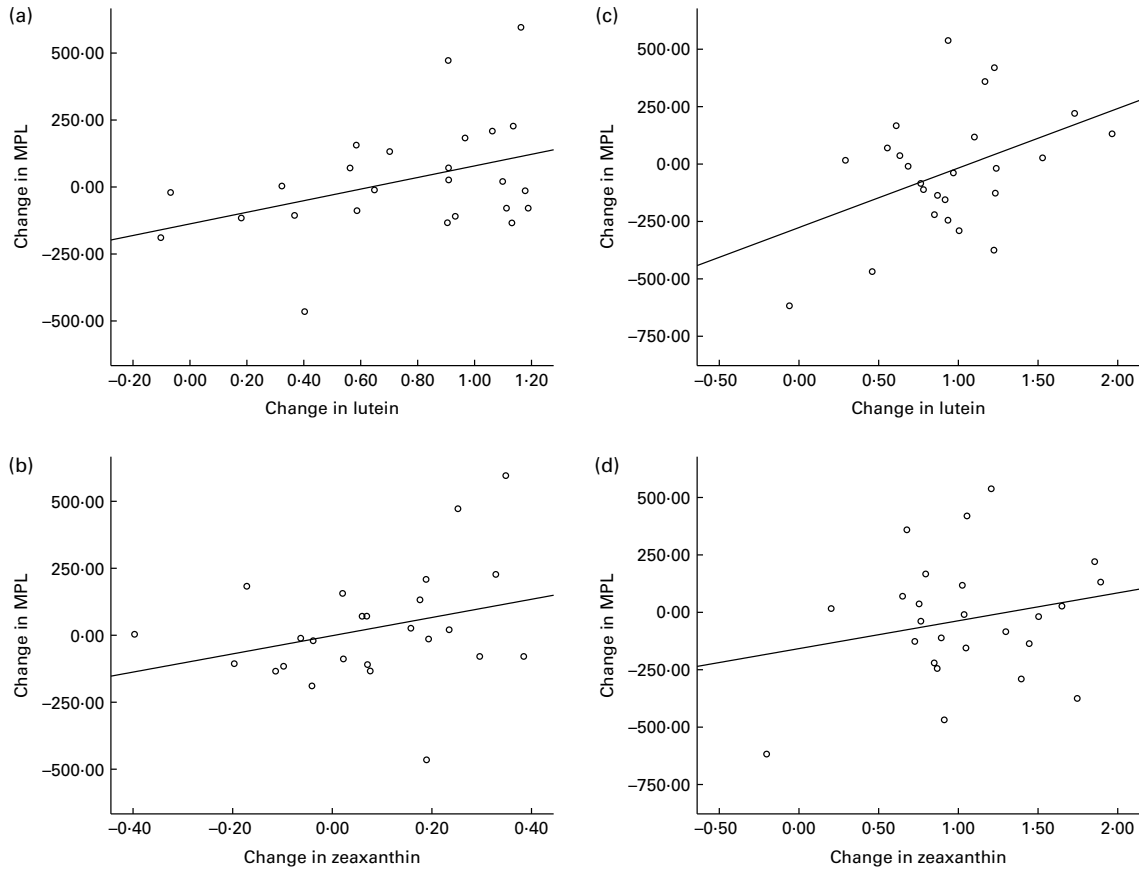 (a)
500·00
250·00
0·00
−250·00
−500·00
Change in MPL
−0·20 0·00 0·20 0·40 0·60 0·80 1·00 1·20
Change in lutein
(c)
500·00
250·00
0·00
−250·00
−500·00
−750·00
Change in MPL
−0·50 0·00 0·50 1·00 1·50 2·00
Change in lutein
(b)
500·00
250·00
0·00
−250·00
−500·00
Change in MPL
−0·40 −0·20 0·00 0·20 0·40
Change in zeaxanthin
(d)
500·00
250·00
0·00
−250·00
−500·00
−750·00
Change in MPL
−0·50 0·00 0·50 1·00 1·50 2·00
Change in zeaxanthin